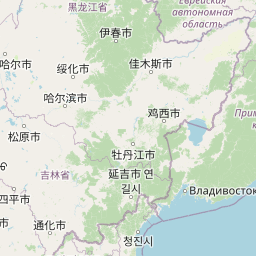 黑龙江省
Еврейская
автономная
область
伊春市
哈尔市
绥化市
佳木斯市
哈尔滨市
鸡西市
松原市
牡丹江市
吉林省
延吉市 연
길시
Владивосток
四平市
通化市
청진시